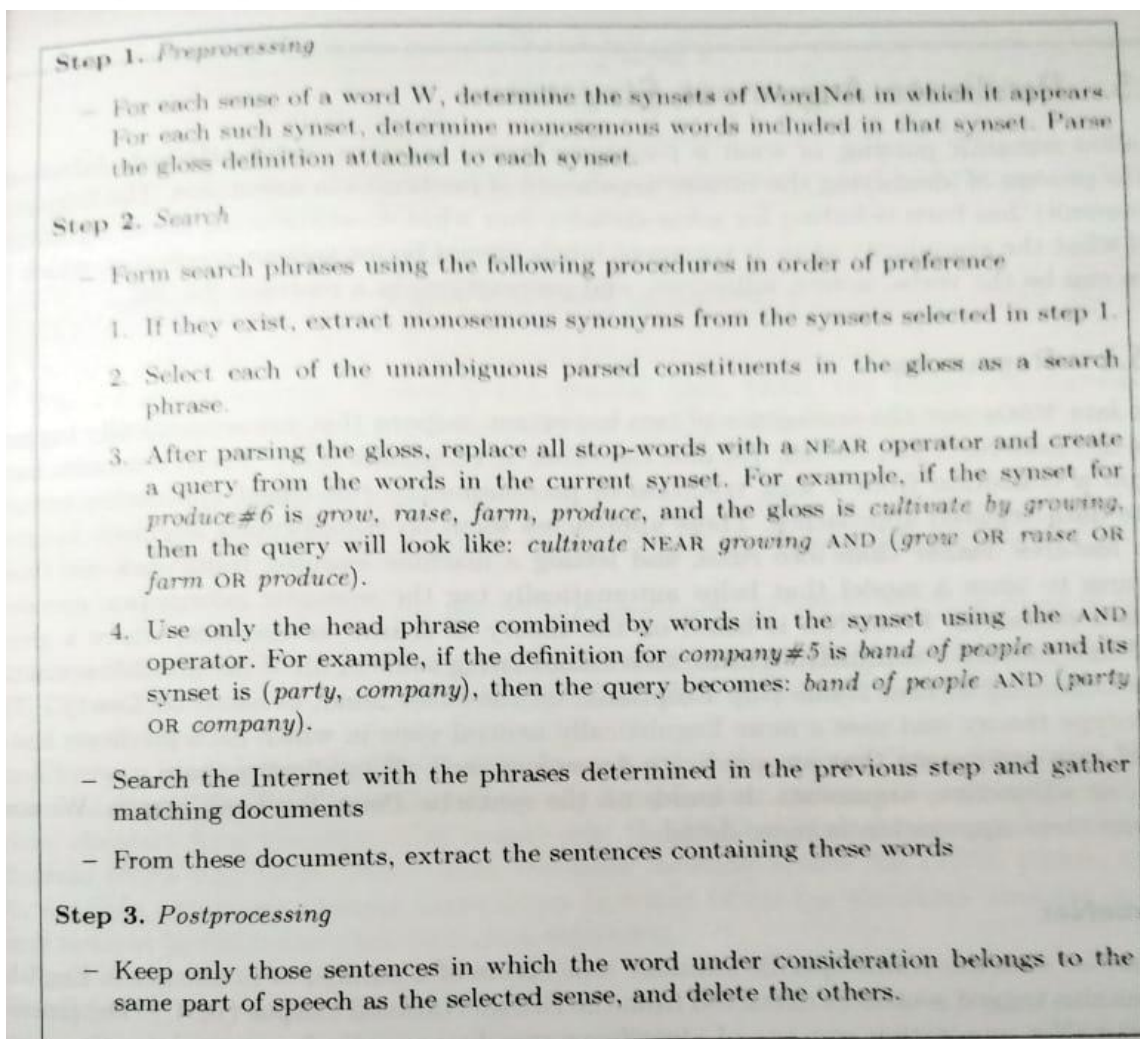 Step 1. Preprocessing
– For each sense of a word W, determine the synsets of WordNet in which it appears.
For each such synset, determine monosemous words included in that synset. Parse
the gloss definition attached to each synset.
Step 2. Search
– Form search phrases using the following procedures in order of preference
1. If they exist, extract monosemous synonyms from the synsets selected in step 1.
2. Select each of the unambiguous parsed constituents in the gloss as a search
phrase.
3. After parsing the gloss, replace all stop-words with a NEAR operator and create
a query from the words in the current synset. For example, if the synset for
produce#6 is grow, raise, farm, produce, and the gloss is cultivate by growing,
then the query will look like: cultivate NEAR growing AND (grow OR raise OR
farm OR produce).
4. Use only the head phrase combined by words in the synset using the AND
operator. For example, if the definition for company#5 is band of people and its
synset is (party, company), then the query becomes: band of people AND (party
OR company).
– Search the Internet with the phrases determined in the previous step and gather
matching documents
– From these documents, extract the sentences containing these words
Step 3. Postprocessing
– Keep only those sentences in which the word under consideration belongs to the
same part of speech as the selected sense, and delete the others.